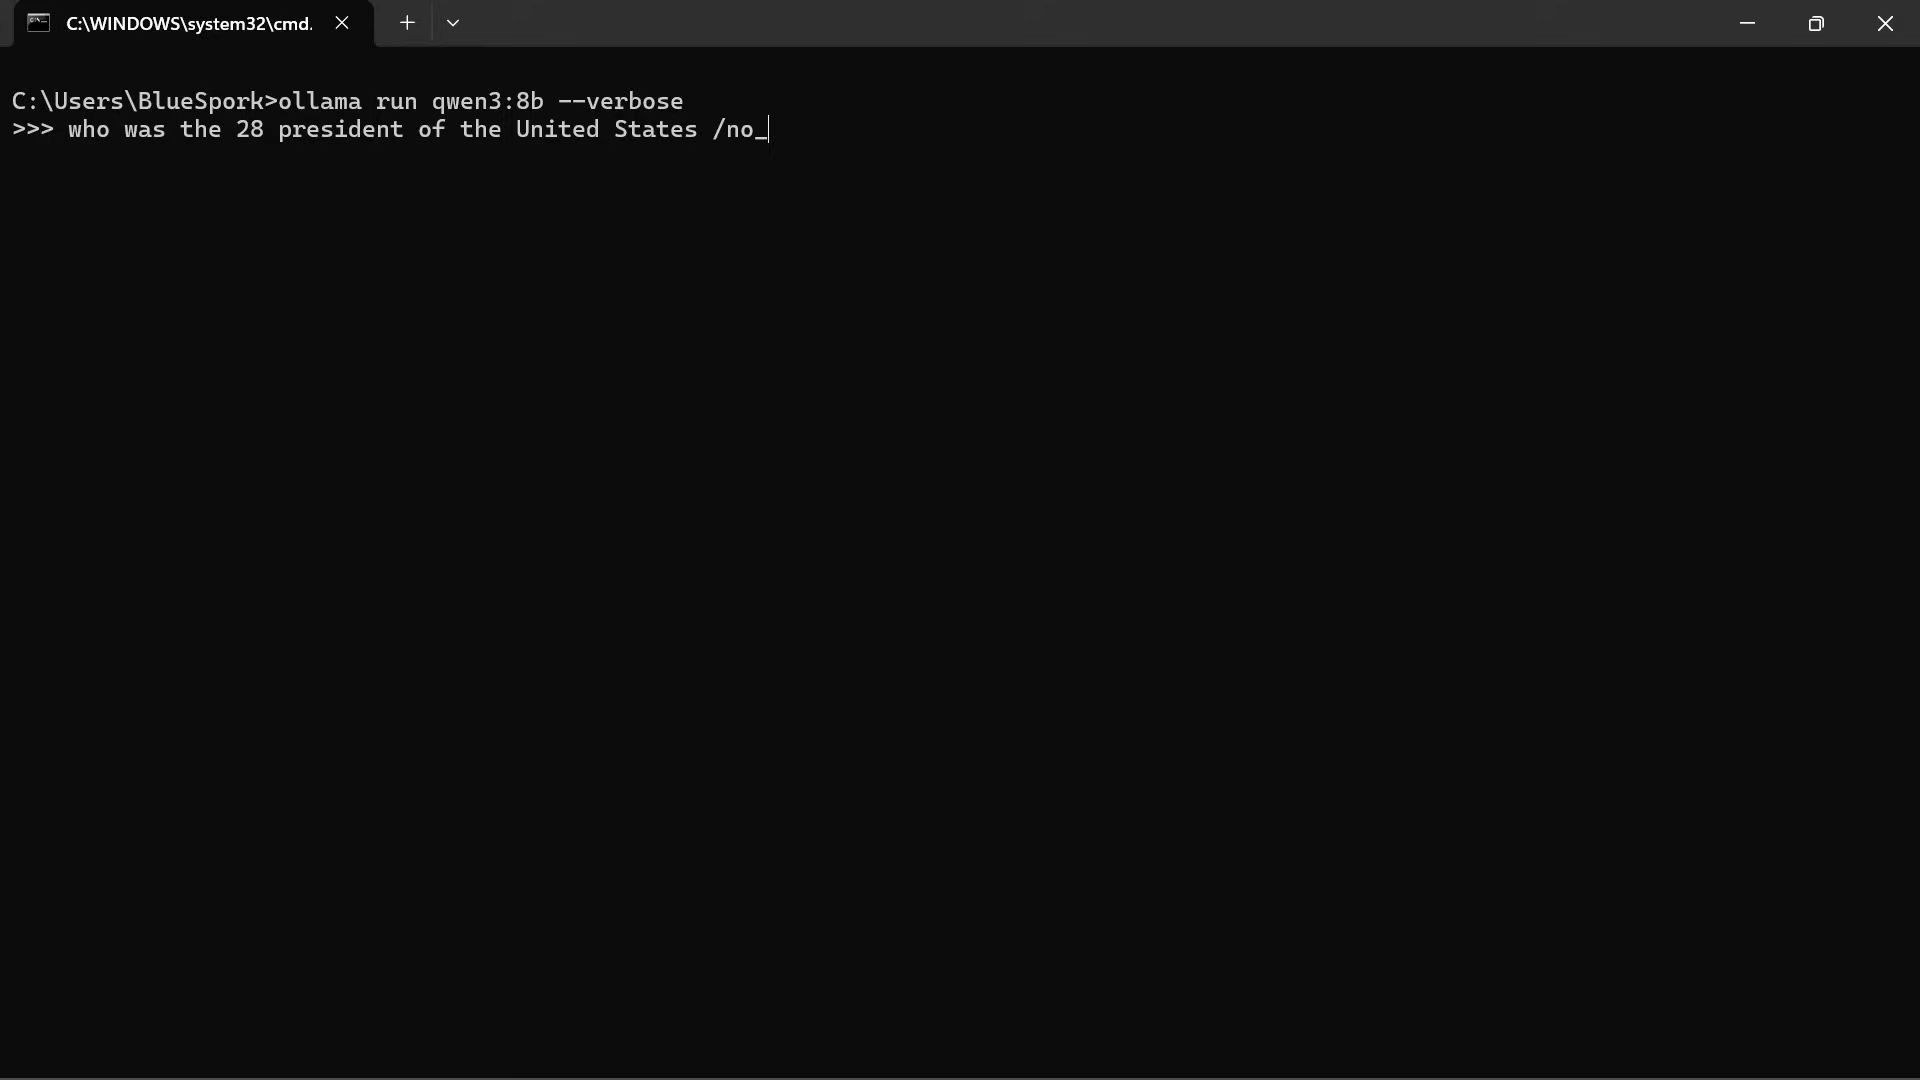 C:\WINDOWS\system32\cmd.
C:\Users\BlueSpork>ollama run qwen3:8b --verbose
>>> who was the 28 president of the United States /no_